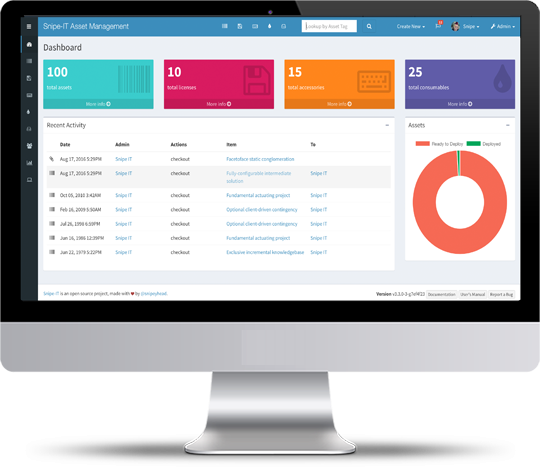 Snipe-IT Asset Management
Lookup by Asset Tag
Create New
Snipe
Admin
Dashboard
100
total assets
More info
10
total licenses
More info
15
total accessories
More info
25
total consumables
More info
Recent Activity
Date Admin Actions Item To
Aug 17, 2016 5:29PM Snipe IT checkout Facetoface static conglomeration
Aug 17, 2016 5:29PM Snipe IT checkout Fully-configurable intermediate
solution Snipe IT
Oct 05, 2010 3:42AM Snipe IT checkout Fundamental actuating project Snipe IT
Feb 16, 2009 5:30AM Snipe IT checkout Optional client-driven contingency Snipe IT
Jul 26, 1998 6:59PM Snipe IT checkout Optional client-driven contingency Snipe IT
Jun 16, 1986 12:39PM Snipe IT checkout Fundamental actuating project Snipe IT
Jan 22, 1979 5:22PM Snipe IT checkout Exclusive incremental knowledgebase Snipe IT
Assets
Ready to Deploy Deployed
Snipe-IT is an open source project, made with ♥ by @snipeyhead.
Version
Documentation
User's Manual
Report a Bug